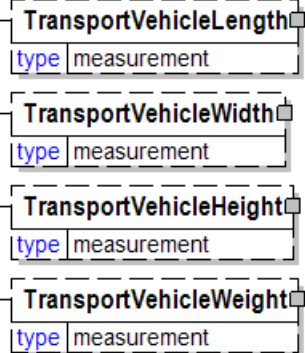 TransportVehicleLength
type measurement
TransportVehicleWidth
type measurement
TransportVehicleHeight
type measurement
TransportVehicleWeight
type measurement